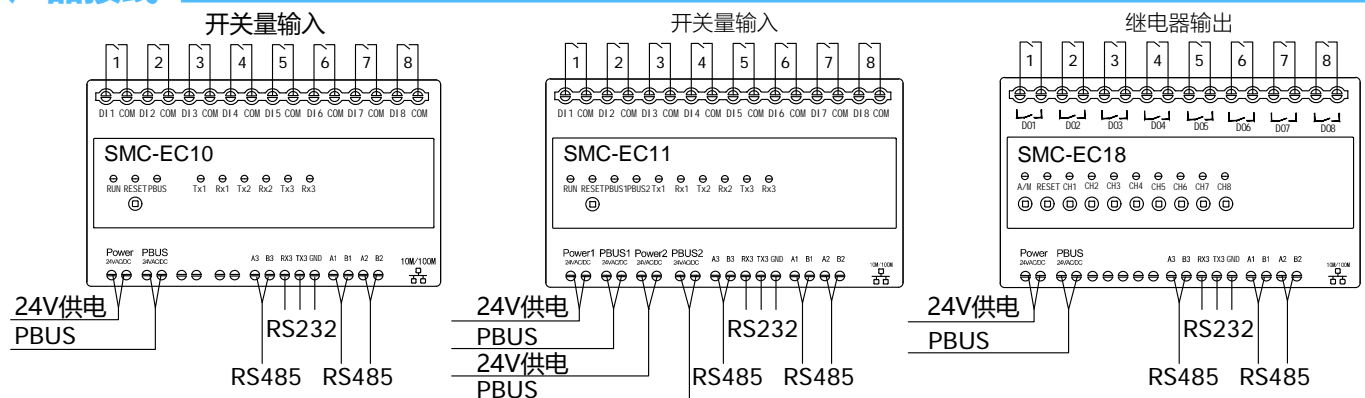 开关量输入
1 2 3 4 5 6 7 8
DI1 COM DI2 COM DI3 COM DI4 COM DI5 COM DI6 COM DI7 COM DI8 COM
SMC-EC10
RUN RESET PBUS Tx1 Rx1 Tx2 Rx2 Tx3 Rx3
Power PBUS
24VAC/DC 24VAC/DC
A3 B3 RX3 TX3 GND A1 B1 A2 B2
10M/100M
24V供电
PBUS
RS232
RS485 RS485
开关量输入
1 2 3 4 5 6 7 8
DI1 COM DI2 COM DI3 COM DI4 COM DI5 COM DI6 COM DI7 COM DI8 COM
SMC-EC11
RUN RESET PBUS1 PBUS2 Tx1 Rx1 Tx2 Rx2 Tx3 Rx3
Power1 PBUS1 Power2 PBUS2
24VAC/DC 24VAC/DC 24VAC/DC 24VAC/DC
A3 B3 RX3 TX3 GND A1 B1 A2 B2
10M/100M
24V供电
PBUS
24V供电
PBUS
RS232
RS485 RS485
继电器输出
1 2 3 4 5 6 7 8
DO1 DO2 DO3 DO4 DO5 DO6 DO7 DO8
SMC-EC18
A/M RESET CH1 CH2 CH3 CH4 CH5 CH6 CH7 CH8
Power PBUS
24VAC/DC 24VAC/DC
A3 B3 RX3 TX3 GND A1 B1 A2 B2
10M/100M
24V供电
PBUS
RS232
RS485 RS485